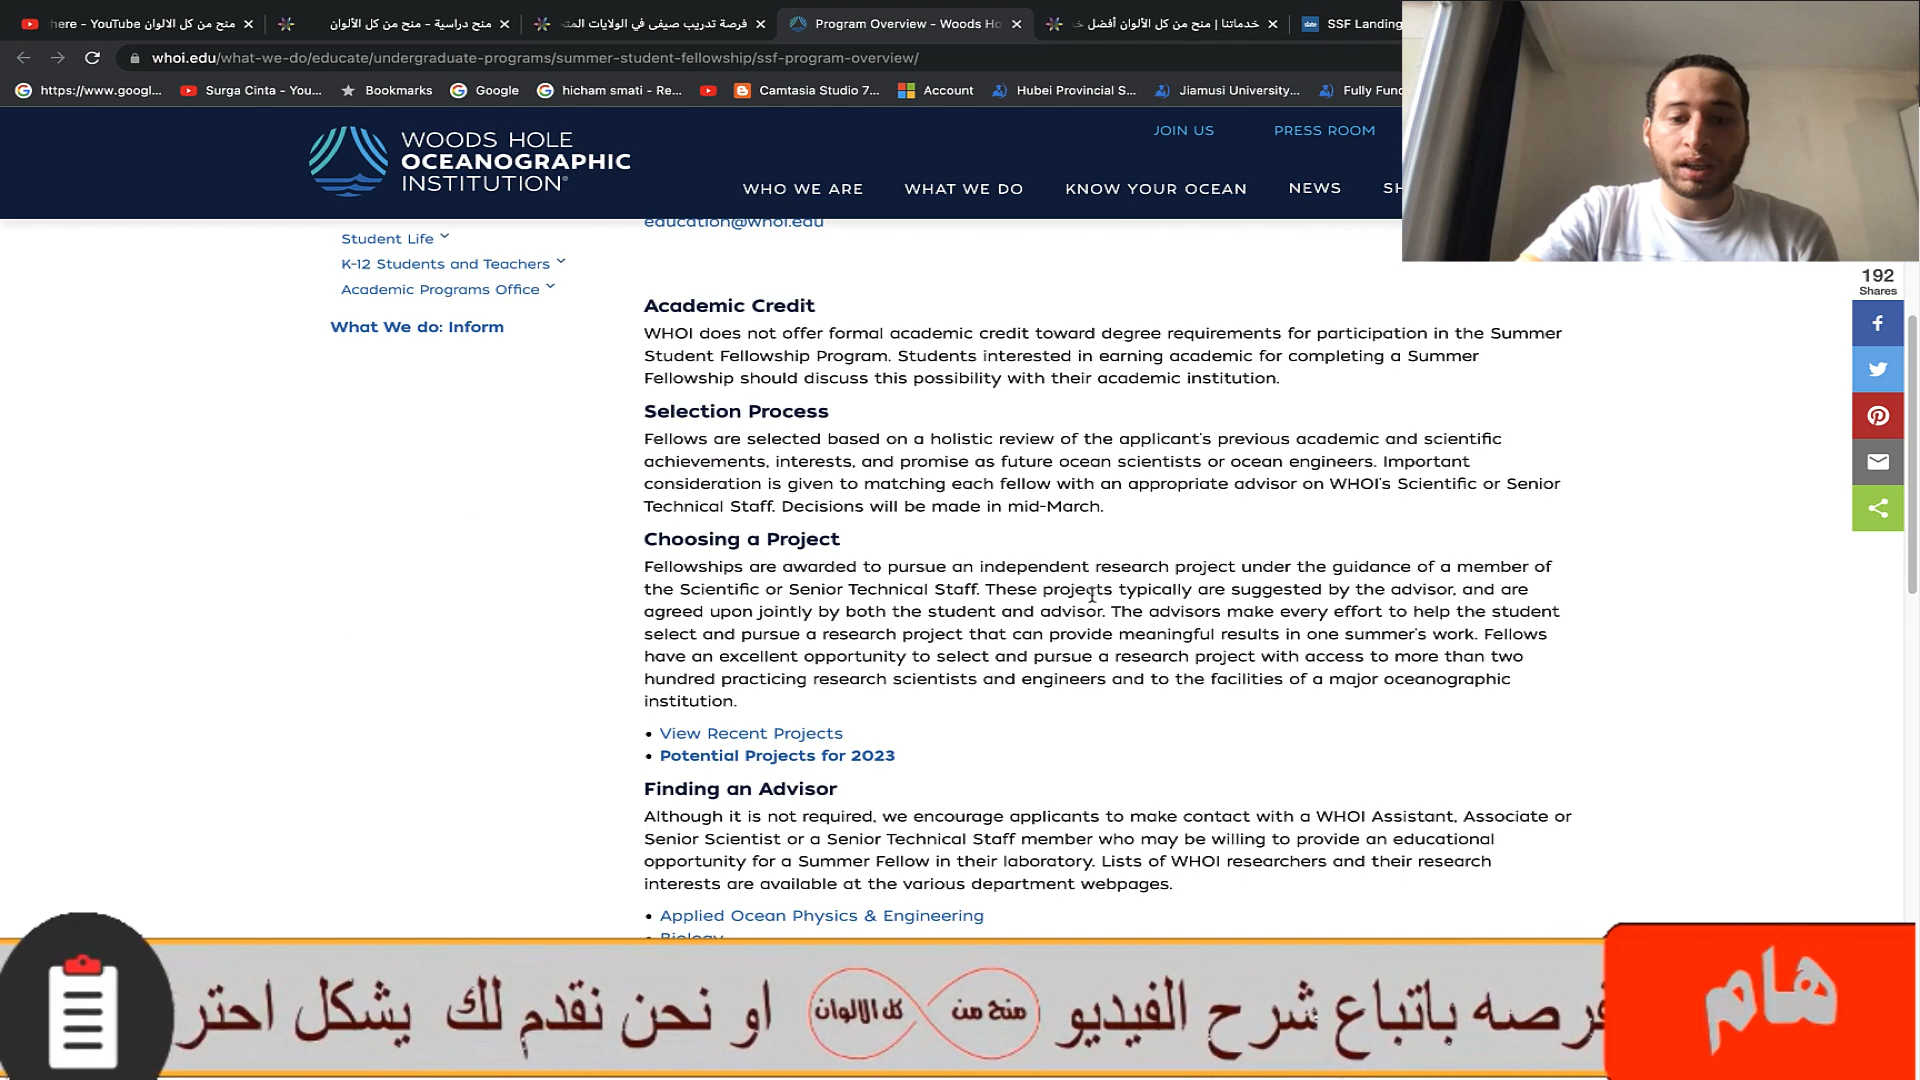 منح من كل الالوان here - YouTube
منح دراسية - منح من كل الألوان
فرصة تدريب صيفى في الولايات المتـ
Program Overview - Woods Ho
خدماتنا | منح من كل الألوان أفضل خـ
SSF Landing
whoi.edu/what-we-do/educate/undergraduate-programs/summer-student-fellowship/ssf-program-overview/
https://www.googl...
Surga Cinta - You...
Bookmarks
Google
hicham smati - Re...
Camtasia Studio 7...
Account
Hubei Provincial S...
Jiamusi University...
Fully Fund
JOIN US
PRESS ROOM
WOODS HOLE
OCEANOGRAPHIC
INSTITUTION®
WHO WE ARE
WHAT WE DO
KNOW YOUR OCEAN
NEWS
SH
education@whoi.edu
Student Life
K-12 Students and Teachers
Academic Programs Office
What We do: Inform
192
Shares
Academic Credit
WHOI does not offer formal academic credit toward degree requirements for participation in the Summer
Student Fellowship Program. Students interested in earning academic for completing a Summer
Fellowship should discuss this possibility with their academic institution.
Selection Process
Fellows are selected based on a holistic review of the applicant's previous academic and scientific
achievements, interests, and promise as future ocean scientists or ocean engineers. Important
consideration is given to matching each fellow with an appropriate advisor on WHOI's Scientific or Senior
Technical Staff. Decisions will be made in mid-March.
Choosing a Project
Fellowships are awarded to pursue an independent research project under the guidance of a member of
the Scientific or Senior Technical Staff. These projects typically are suggested by the advisor, and are
agreed upon jointly by both the student and advisor. The advisors make every effort to help the student
select and pursue a research project that can provide meaningful results in one summer's work. Fellows
have an excellent opportunity to select and pursue a research project with access to more than two
hundred practicing research scientists and engineers and to the facilities of a major oceanographic
institution.
• View Recent Projects
• Potential Projects for 2023
Finding an Advisor
Although it is not required, we encourage applicants to make contact with a WHOI Assistant, Associate or
Senior Scientist or a Senior Technical Staff member who may be willing to provide an educational
opportunity for a Summer Fellow in their laboratory. Lists of WHOI researchers and their research
interests are available at the various department webpages.
• Applied Ocean Physics & Engineering
• Biology
هام
فرصه باتباع شرح الفيديو منح من كل الالوان او نحن نقدم لك يشكل احتر